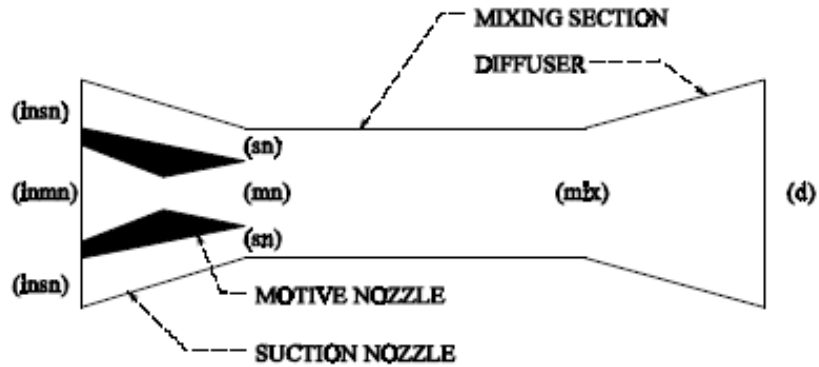 MIXING SECTION
DIFFUSER
(insn)
(sn)
(inmn) (mn) (mix) (d)
(sn)
(insn)
MOTIVE NOZZLE
SUCTION NOZZLE